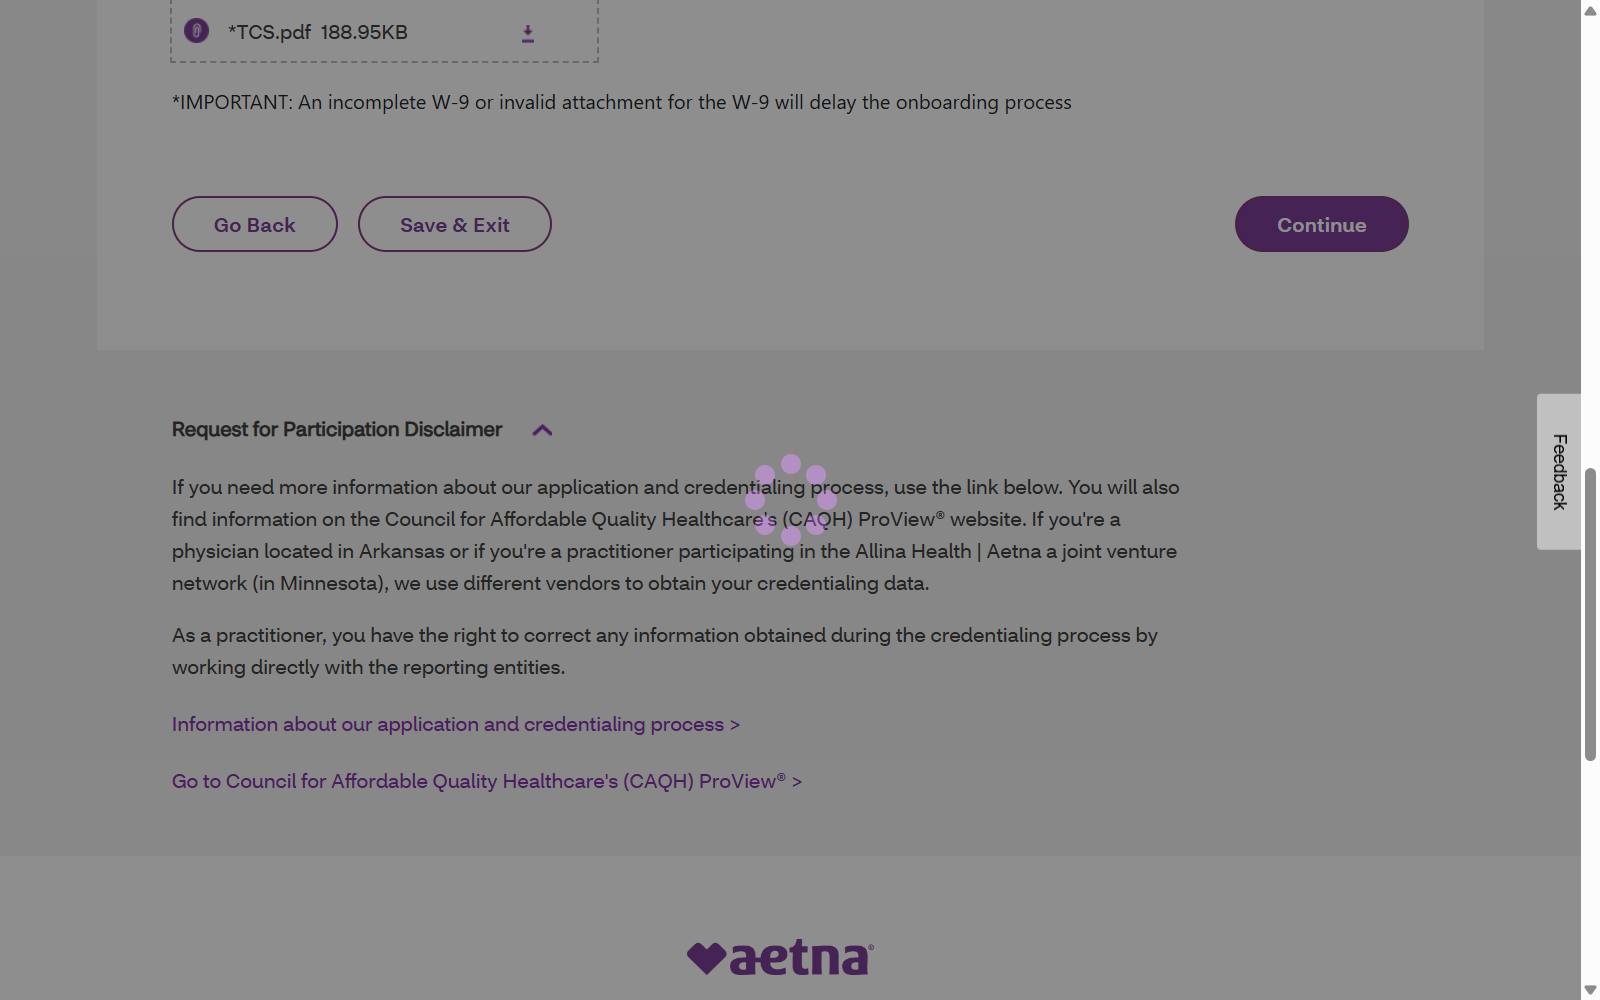 *TCS.pdf 188.95KB
*IMPORTANT: An incomplete W-9 or invalid attachment for the W-9 will delay the onboarding process
Go Back
Save & Exit
Continue
Feedback
Request for Participation Disclaimer
If you need more information about our application and credentialing process, use the link below. You will also
find information on the Council for Affordable Quality Healthcare's (CAQH) ProView® website. If you're a
physician located in Arkansas or if you're a practitioner participating in the Allina Health | Aetna a joint venture
network (in Minnesota), we use different vendors to obtain your credentialing data.
As a practitioner, you have the right to correct any information obtained during the credentialing process by
working directly with the reporting entities.
Information about our application and credentialing process >
Go to Council for Affordable Quality Healthcare's (CAQH) ProView® >
aetna®